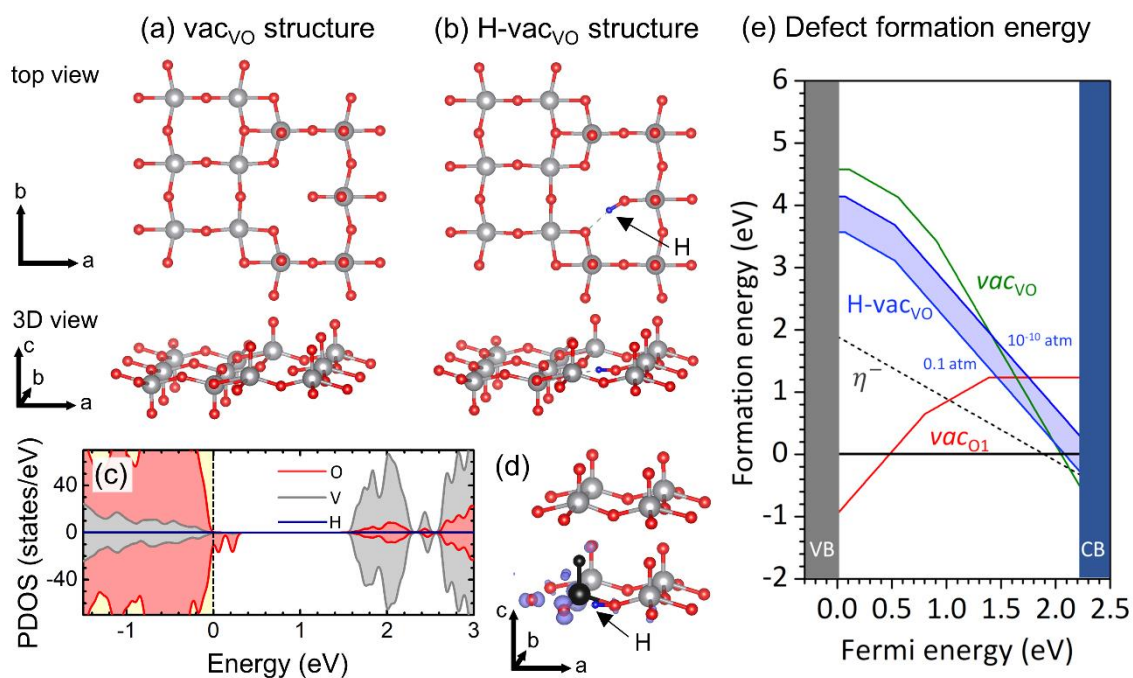 (a) vacVO structure
(b) H-vacVO structure
(e) Defect formation energy
top view
b
a
H
3D view
c
b
a
(c)
O
V
H
PDOS (states/eV)
40
0
-40
-1
0
1
2
3
Energy (eV)
(d)
H
c
b
a
Formation energy (eV)
6
5
4
3
2
1
0
-1
-2
vacVO
H-vacVO
10-10 atm
0.1 atm
η−
vacO1
VB
CB
0.0
0.5
1.0
1.5
2.0
2.5
Fermi energy (eV)